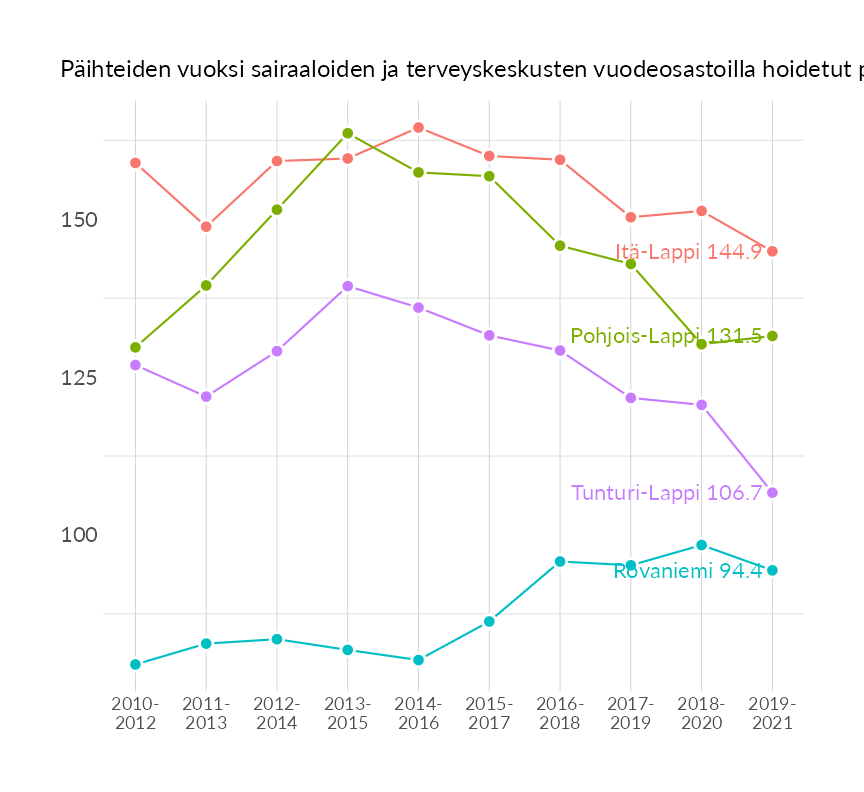 Päihteiden vuoksi sairaaloiden ja terveyskeskusten vuodeosastoilla hoidetut
150
125
100
Itä-Lappi 144.9
Pohjois-Lappi 131.5
Tunturi-Lappi 106.7
Rovaniemi 94.4
2010- 2011- 2012- 2013- 2014- 2015- 2016- 2017- 2018- 2019-
2012 2013 2014 2015 2016 2017 2018 2019 2020 2021